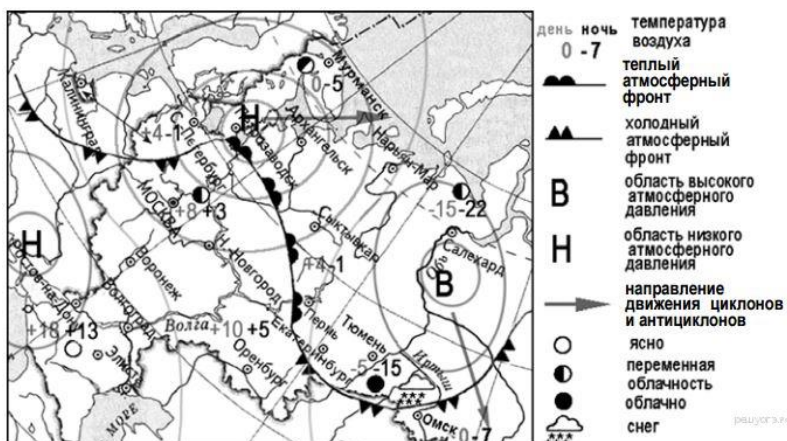 Мурманск
0 -5
Калининград
+4 -1
С.Петербург
Н
Петрозаводск
Архангельск
Нарьян-Мар
МОСКВА
+8 +3
Сыктывкар
-15 -22
Салехард
Обь
В
Н
Воронеж
Н. Новгород
+4 -1
Ростов-на-Дону
Волгоград
Волга
+10 +5
Пермь
Тюмень
+18 +13
Элиста
Оренбург
Екатеринбург
-5 -15
Иртыш
МОРЕ
Омск
0 -7
день ночь температура
0 -7 воздуха
теплый
атмосферный
фронт
холодный
атмосферный
фронт
В
область высокого
атмосферного
давления
Н
область низкого
атмосферного
давления
направление
движения циклонов
и антициклонов
ясно
переменная
облачность
облачно
снег